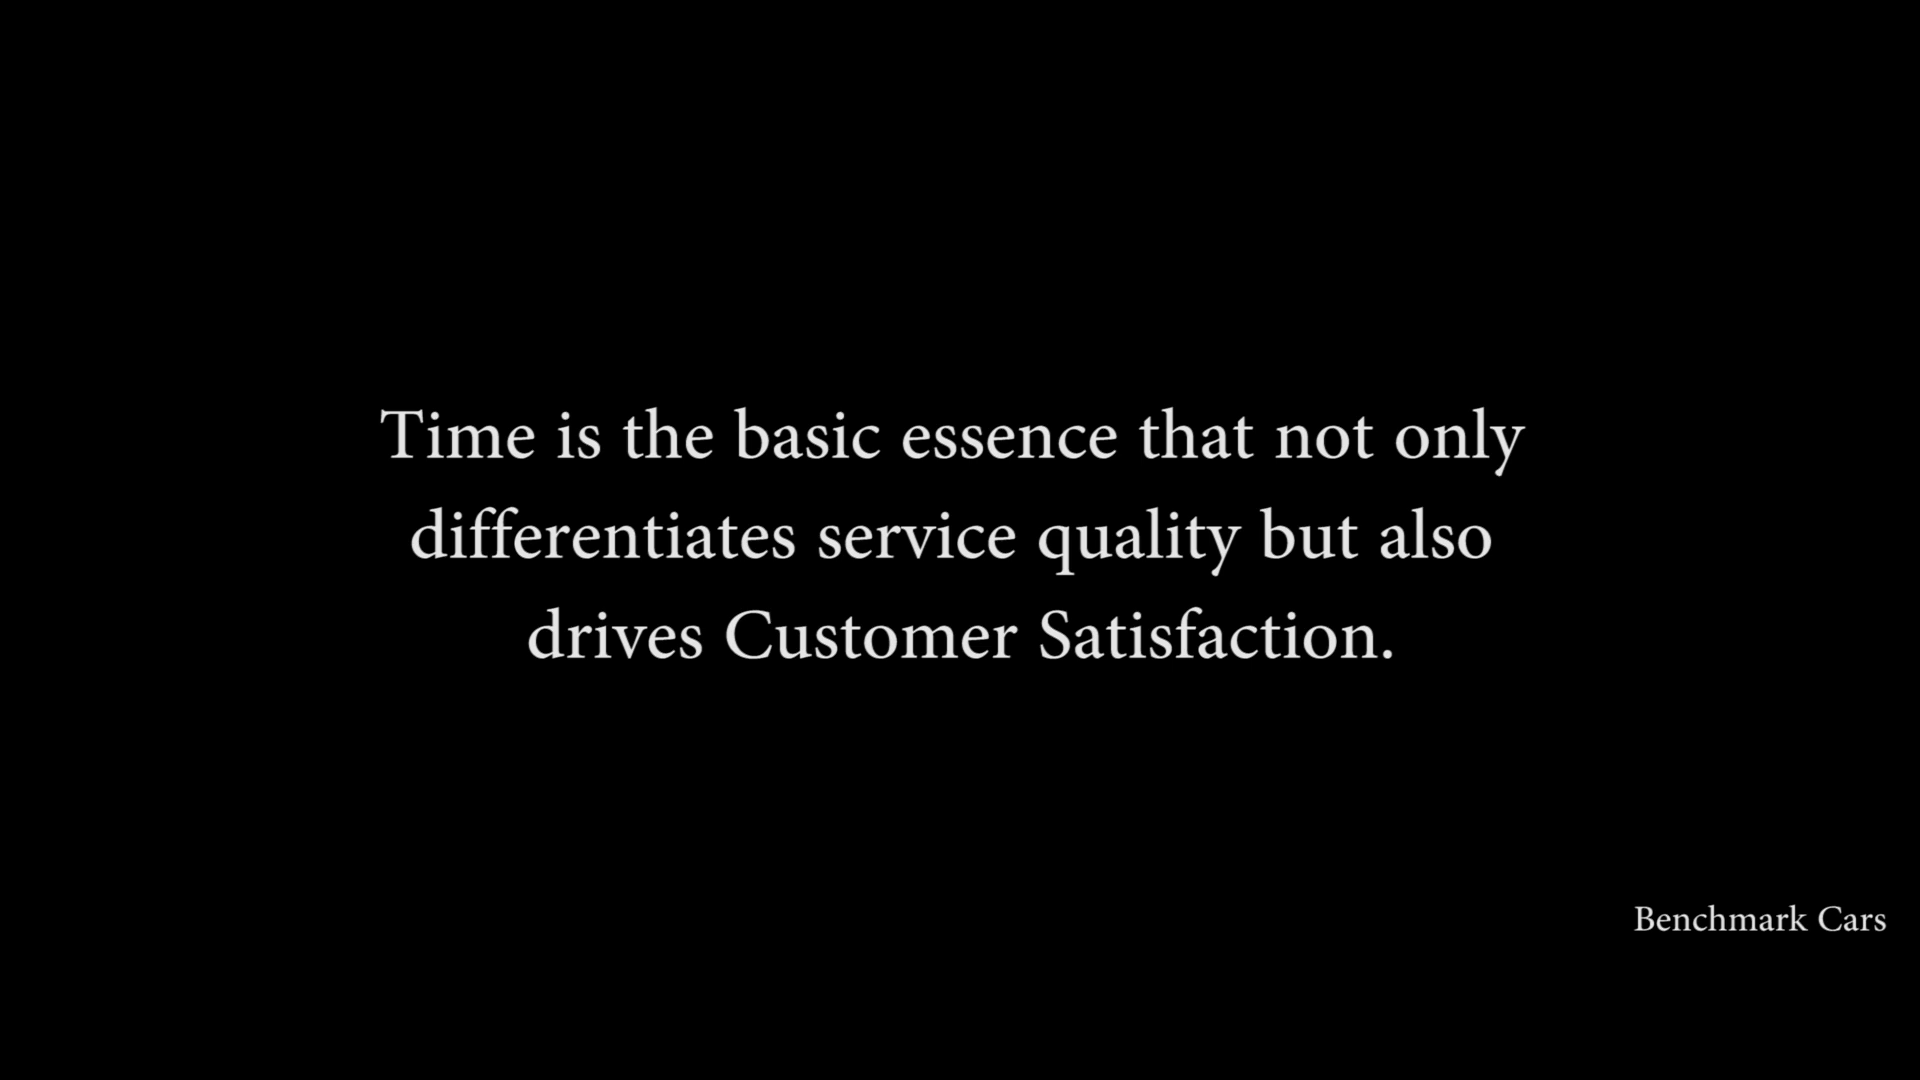 Time is the basic essence that not only
differentiates service quality but also
drives Customer Satisfaction.
Benchmark Cars